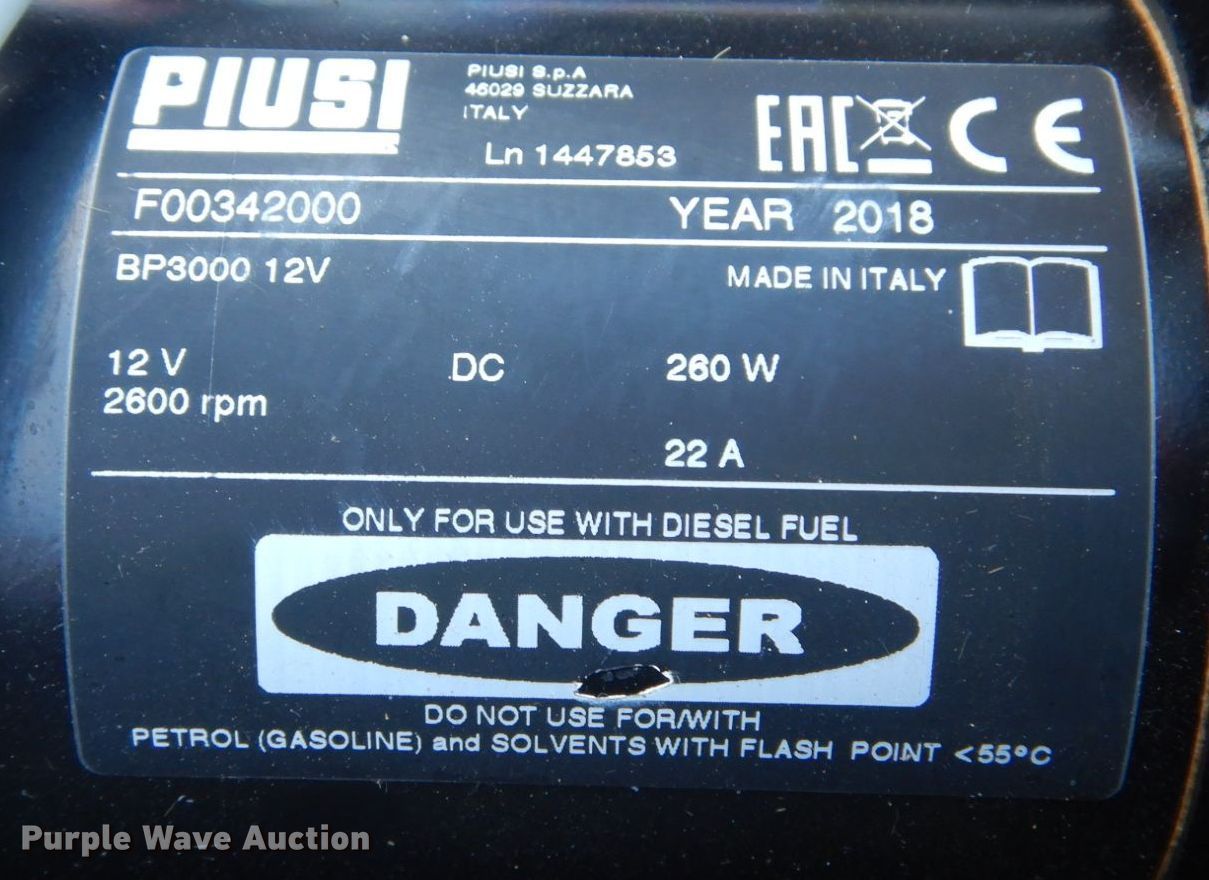 PIUSI
PIUSI S.p.A
46029 SUZZARA
ITALY
Ln 1447853
EAC CE
F00342000 YEAR 2018
BP3000 12V MADE IN ITALY
12 V DC 260 W
2600 rpm
22 A
ONLY FOR USE WITH DIESEL FUEL
DANGER
DO NOT USE FOR/WITH
PETROL (GASOLINE) and SOLVENTS WITH FLASH POINT <55°C
Purple Wave Auction